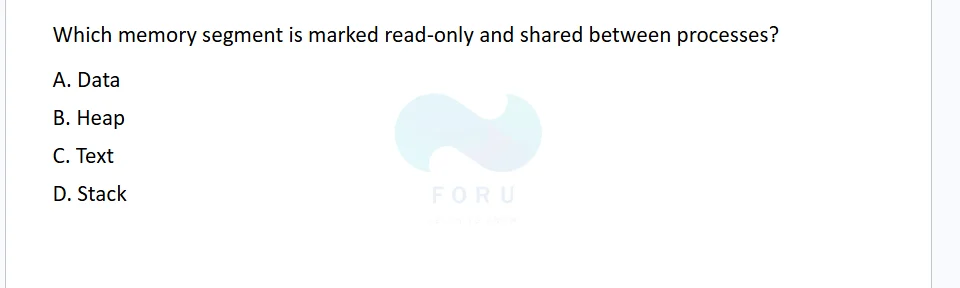 Which memory segment is marked read-only and shared between processes?
A. Data
B. Heap
C. Text
D. Stack
FORU